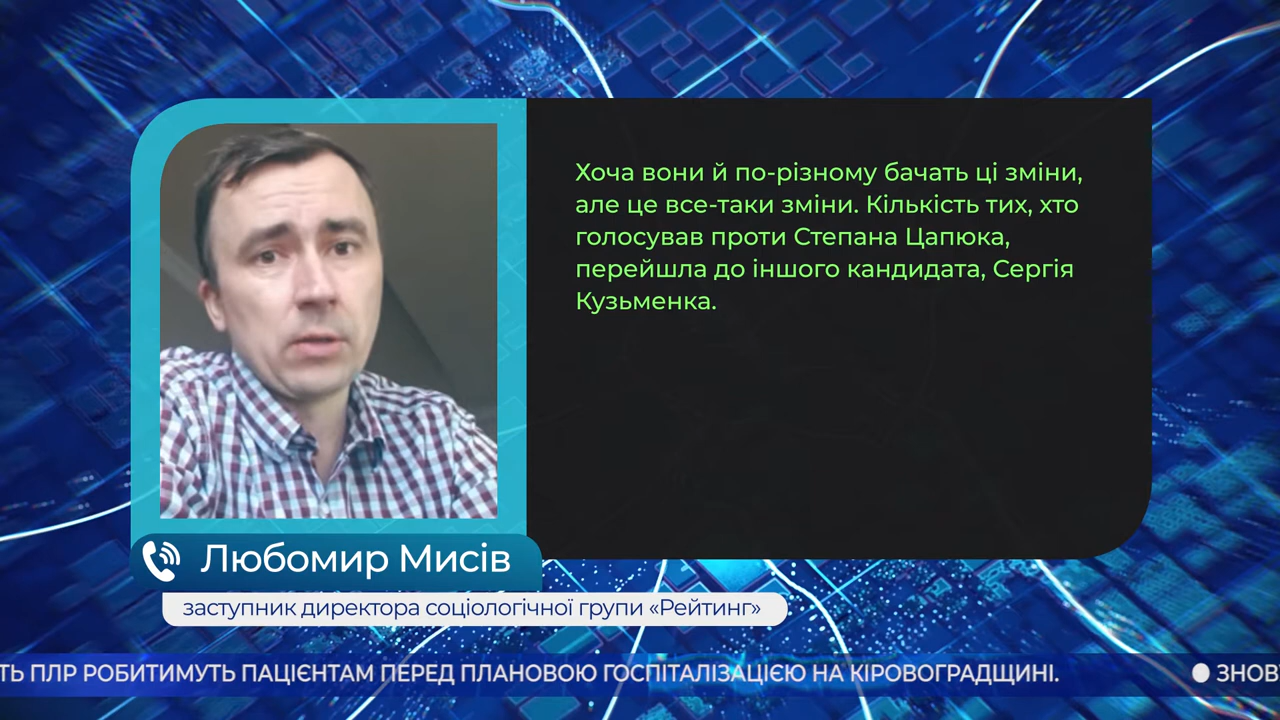 Хоча вони й по-різному бачать ці зміни,
але це все-таки зміни. Кількість тих, хто
голосував проти Степана Цапюка,
перейшла до іншого кандидата, Сергія
Кузьменка.
Любомир Мисів
заступник директора соціологічної групи «Рейтинг»
ПЛР РОБИТИМУТЬ ПАЦІЄНТАМ ПЕРЕД ПЛАНОВОЮ ГОСПІТАЛІЗАЦІЄЮ НА КІРОВОГРАДЩИНІ. ЗНОВ